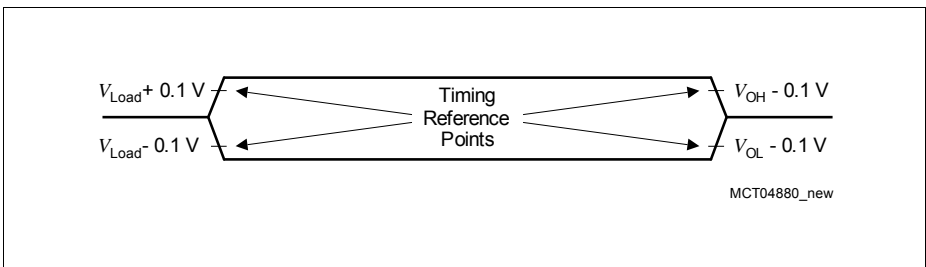 V_Load + 0.1 V
V_Load - 0.1 V
Timing
Reference
Points
V_OH - 0.1 V
V_OL - 0.1 V
MCT04880_new